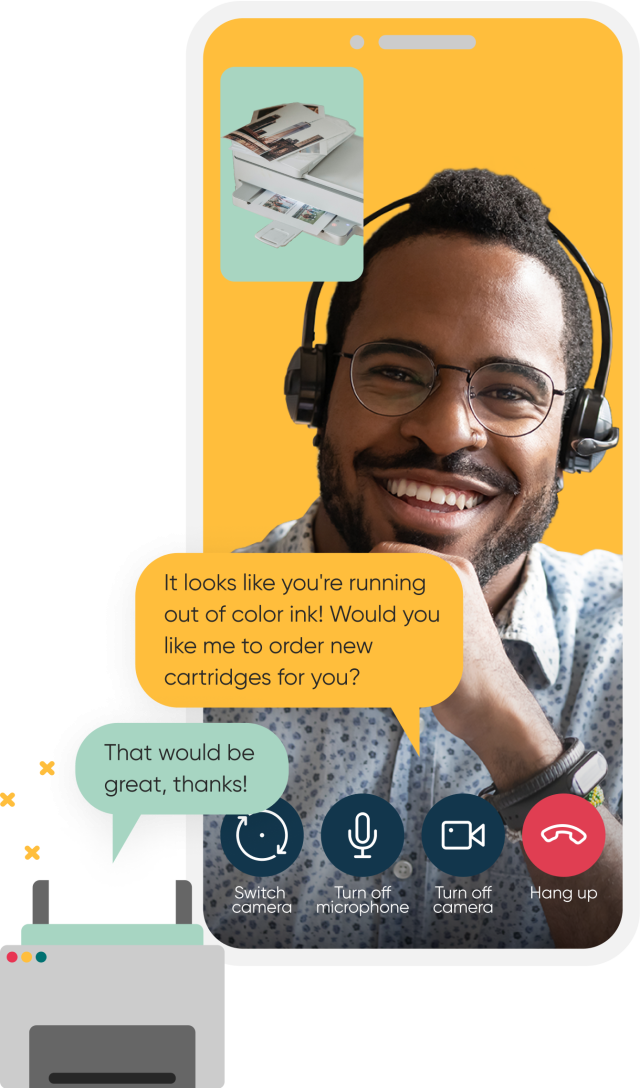 It looks like you're running
out of color ink! Would you
like me to order new
cartridges for you?
That would be
great, thanks!
Switch
camera
Turn off
microphone
Turn off
camera
Hang up